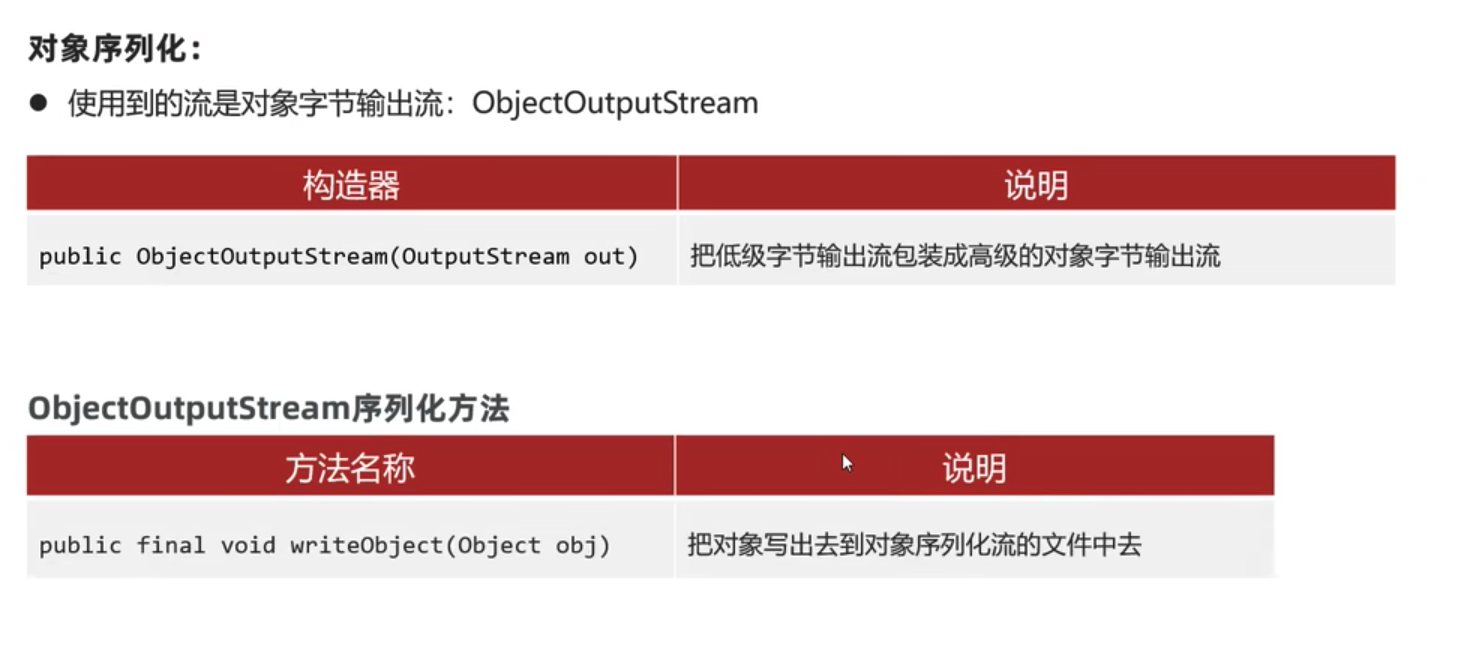 对象序列化：
● 使用到的流是对象字节输出流：ObjectOutputStream
构造器 说明
public ObjectOutputStream(OutputStream out) 把低级字节输出流包装成高级的对象字节输出流
ObjectOutputStream序列化方法
方法名称 说明
public final void writeObject(Object obj) 把对象写出去到对象序列化流的文件中去